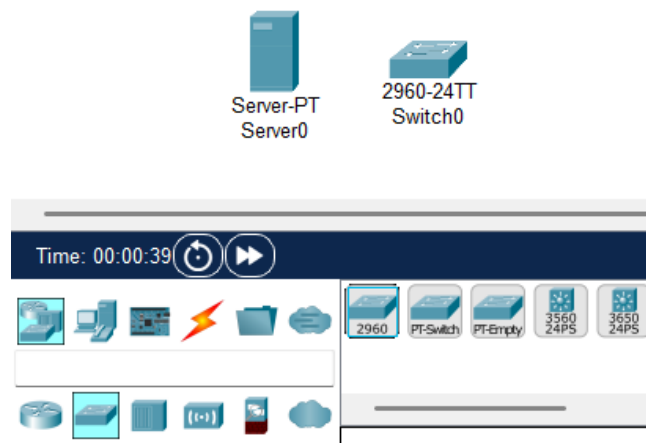 Server-PT
Server0
2960-24TT
Switch0
Time: 00:00:39
2960
PT-Switch
PT-Empty
3560
24PS
3650
24PS